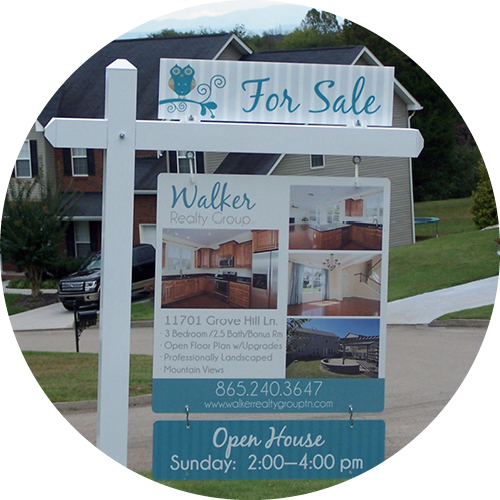 For Sale
Walker
Realty Group
11701 Grove Hill Ln.
3 Bedroom /2.5 Bath/Bonus Rm
· Open Floor Plan w/Upgrades
· Professionally Landscaped
· Mountain Views
865.240.3647
www.walkerrealtygrouptn.com
Open House
Sunday: 2:00—4:00 pm